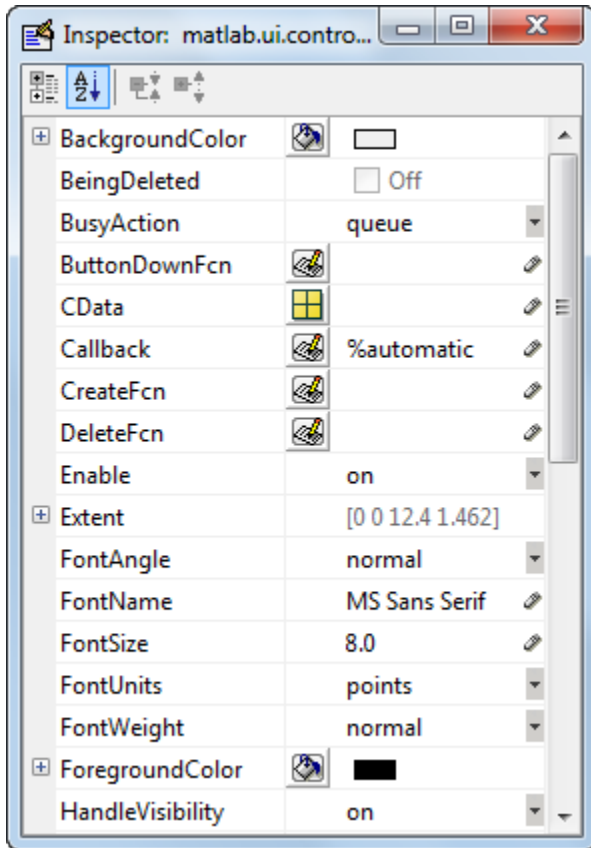 Inspector: matlab.ui.contro...
BackgroundColor
BeingDeleted Off
BusyAction queue
ButtonDownFcn
CData
Callback %automatic
CreateFcn
DeleteFcn
Enable on
Extent [0 0 12.4 1.462]
FontAngle normal
FontName MS Sans Serif
FontSize 8.0
FontUnits points
FontWeight normal
ForegroundColor
HandleVisibility on